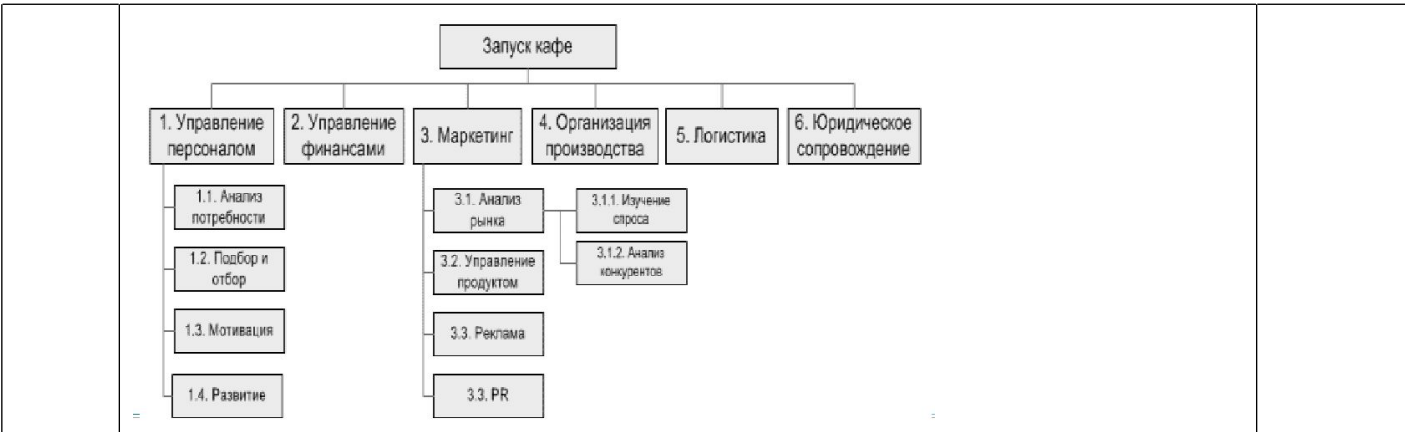 Запуск кафе
1. Управление
персоналом
2. Управление
финансами
3. Маркетинг
4. Организация
производства
5. Логистика
6. Юридическое
сопровождение
1.1. Анализ
потребности
1.2. Подбор и
отбор
1.3. Мотивация
1.4. Развитие
3.1. Анализ
рынка
3.1.1. Изучение
спроса
3.1.2. Анализ
конкурентов
3.2. Управление
продуктом
3.3. Реклама
3.3. PR